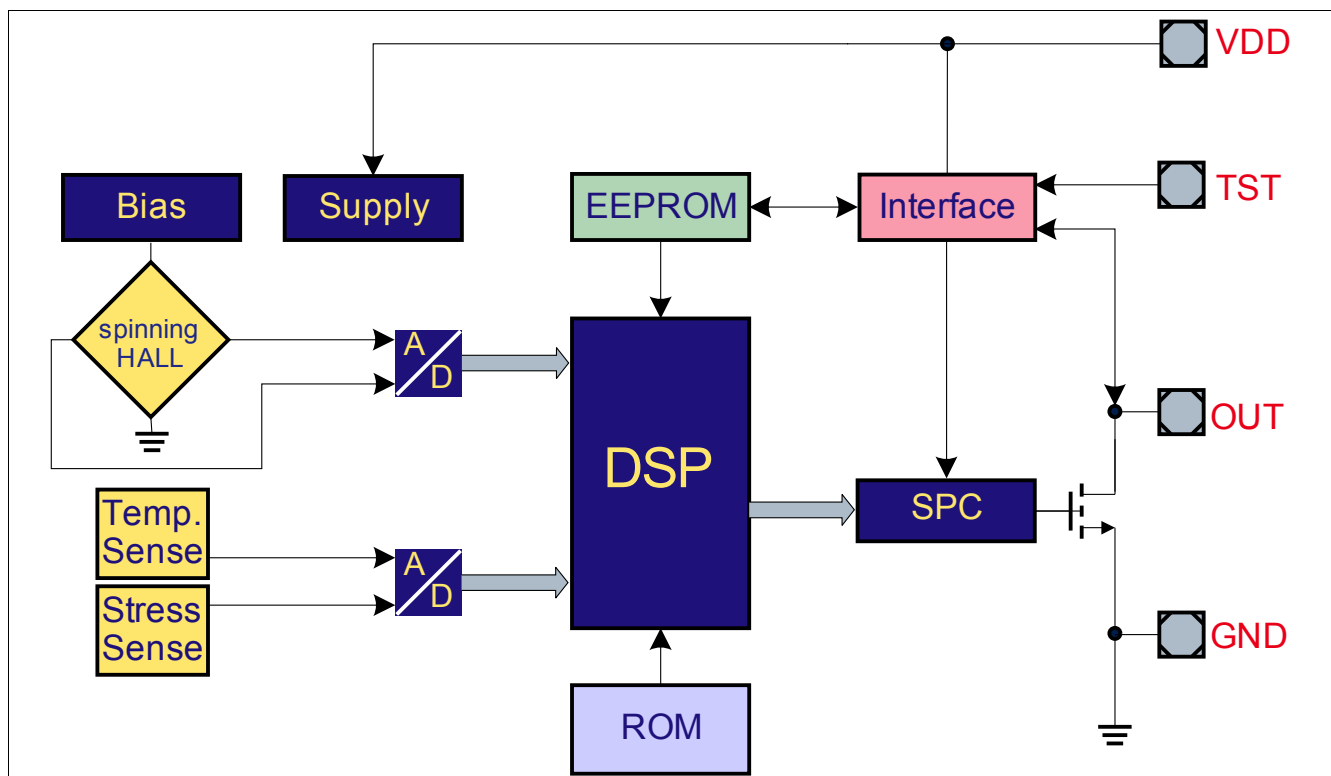 VDD
Bias
Supply
EEPROM
Interface
TST
spinning
HALL
A
D
OUT
DSP
SPC
Temp.
Sense
A
D
Stress
Sense
GND
ROM